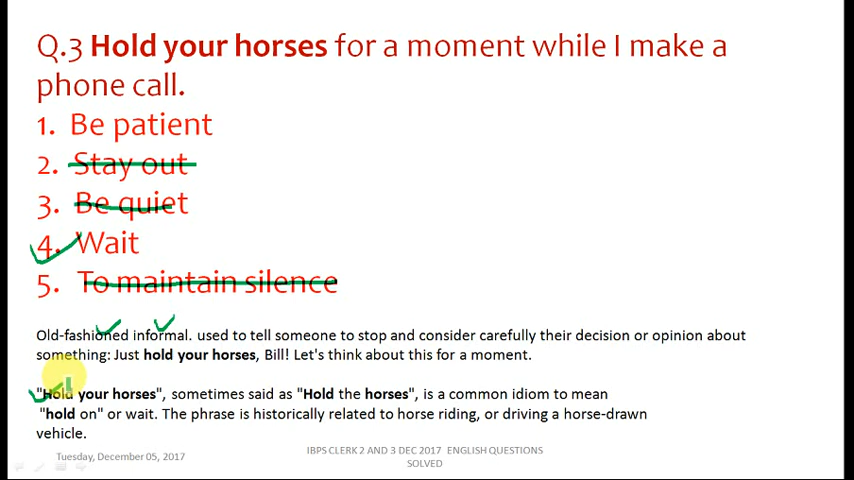 Q.3 Hold your horses for a moment while I make a
phone call.
1. Be patient
2. Stay out
3. Be quiet
4. Wait
5. To maintain silence
Old-fashioned informal. used to tell someone to stop and consider carefully their decision or opinion about
something: Just hold your horses, Bill! Let's think about this for a moment.
"Hold your horses", sometimes said as "Hold the horses", is a common idiom to mean
"hold on" or wait. The phrase is historically related to horse riding, or driving a horse-drawn
vehicle.
Tuesday, December 05, 2017
IBPS CLERK 2 AND 3 DEC 2017 ENGLISH QUESTIONS
SOLVED